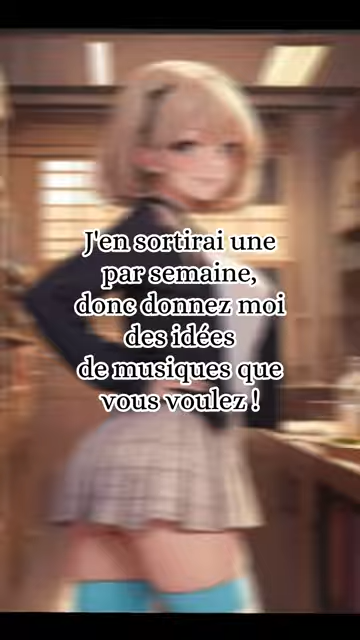 J'en sortirai une
par semaine,
donc donnez moi
des idées
de musiques que
vous voulez !